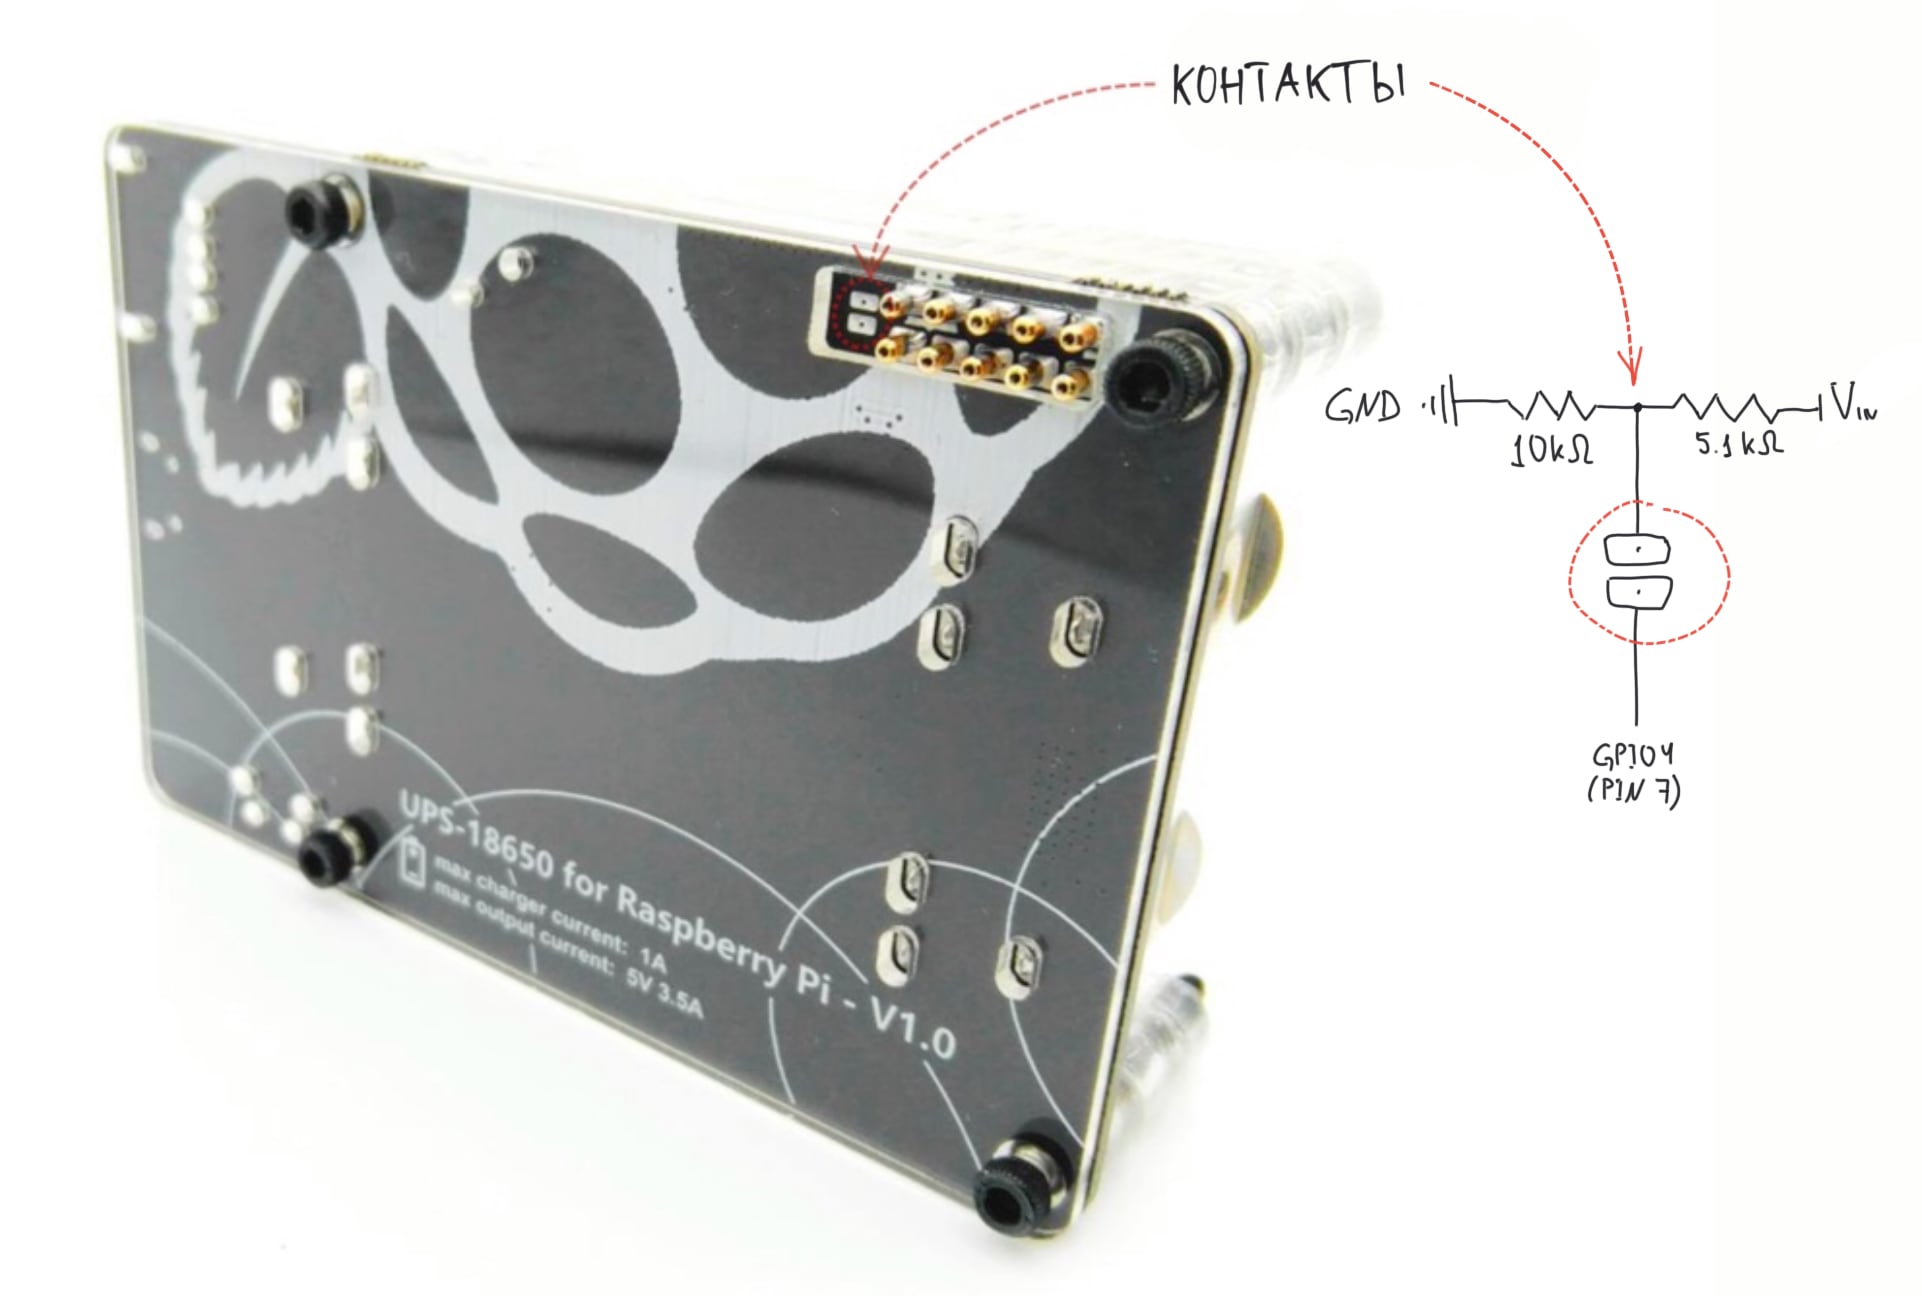 КОНТАКТЫ
GND
10kΩ
5.1kΩ
VIN
GPIO4
(PIN 7)
UPS-18650 for Raspberry Pi - V1.0
max charger current: 1A
max output current: 5V 3.5A